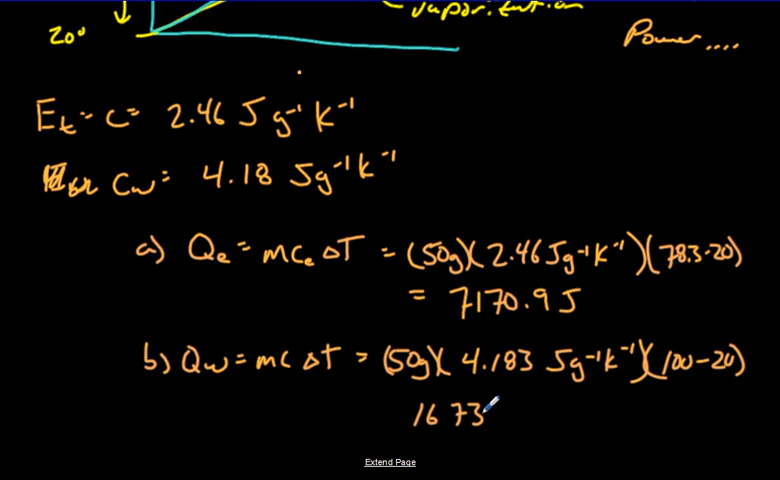 vaporization
20°
Power....
Et - C = 2.46 J g⁻¹ K⁻¹
Cw = 4.18 J g⁻¹ K⁻¹
a) Qe = mCe ΔT = (50g)(2.46 J g⁻¹ K⁻¹)(78.3-20)
= 7170.9 J
b) Qw = mC ΔT = (50g)(4.183 J g⁻¹ K⁻¹)(100-20)
1673
Extend Page